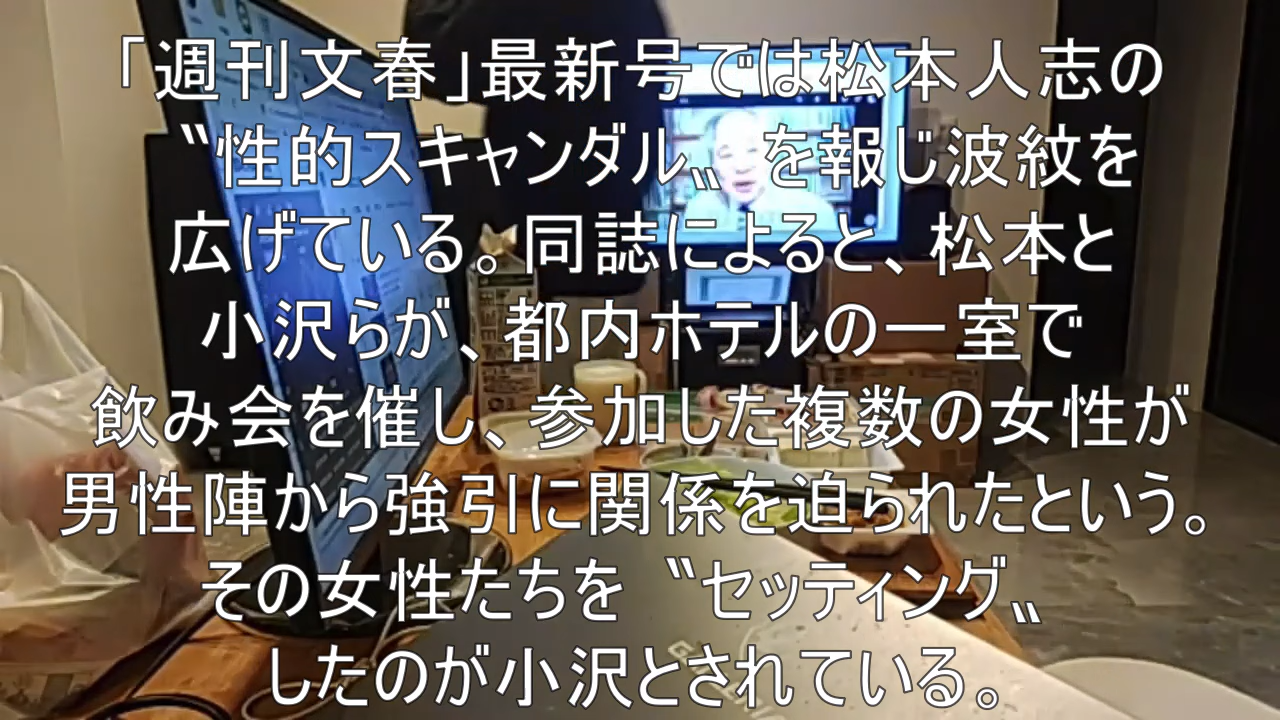 「週刊文春」最新号では松本人志の
〝性的スキャンダル〟を報じ波紋を
広げている。同誌によると、松本と
小沢らが、都内ホテルの一室で
飲み会を催し、参加した複数の女性が
男性陣から強引に関係を迫られたという。
その女性たちを〝セッティング〟
したのが小沢とされている。